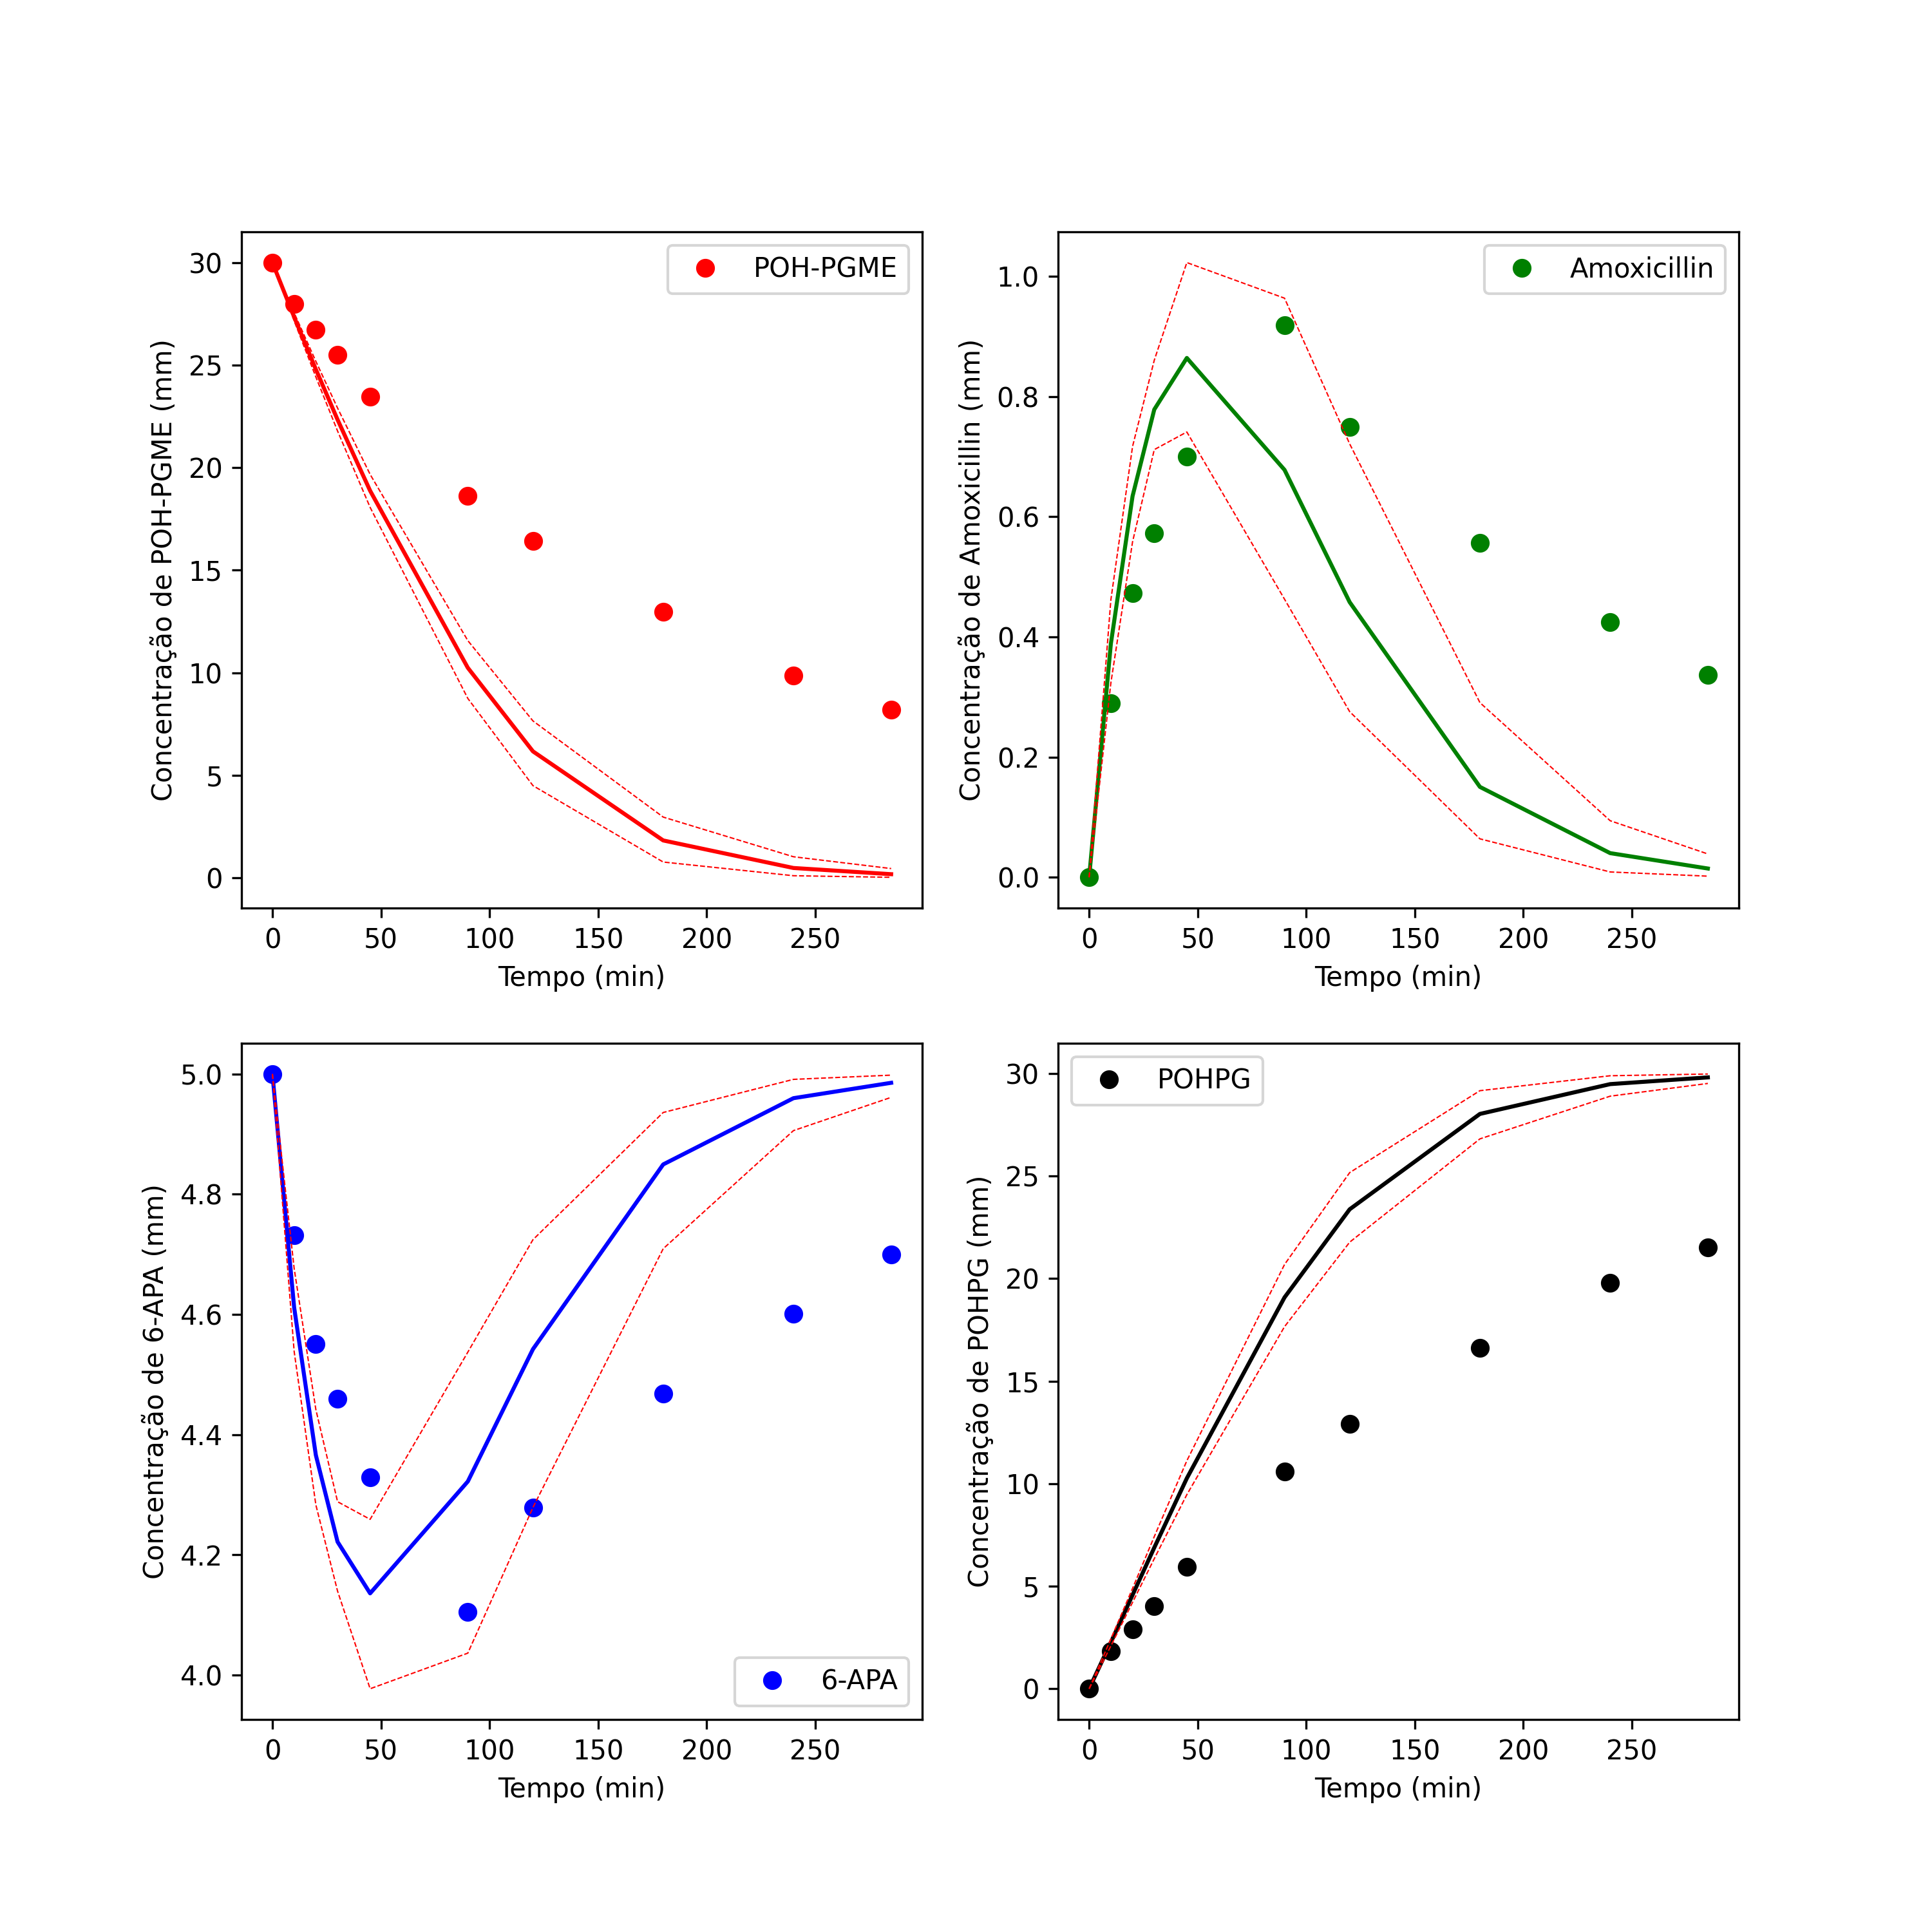 POH-PGME
Concentração de POH-PGME (mm)
30
25
20
15
10
5
0
0 50 100 150 200 250
Tempo (min)
Amoxicillin
Concentração de Amoxicillin (mm)
1.0
0.8
0.6
0.4
0.2
0.0
0 50 100 150 200 250
Tempo (min)
6-APA
Concentração de 6-APA (mm)
5.0
4.8
4.6
4.4
4.2
4.0
0 50 100 150 200 250
Tempo (min)
POHPG
Concentração de POHPG (mm)
30
25
20
15
10
5
0
0 50 100 150 200 250
Tempo (min)